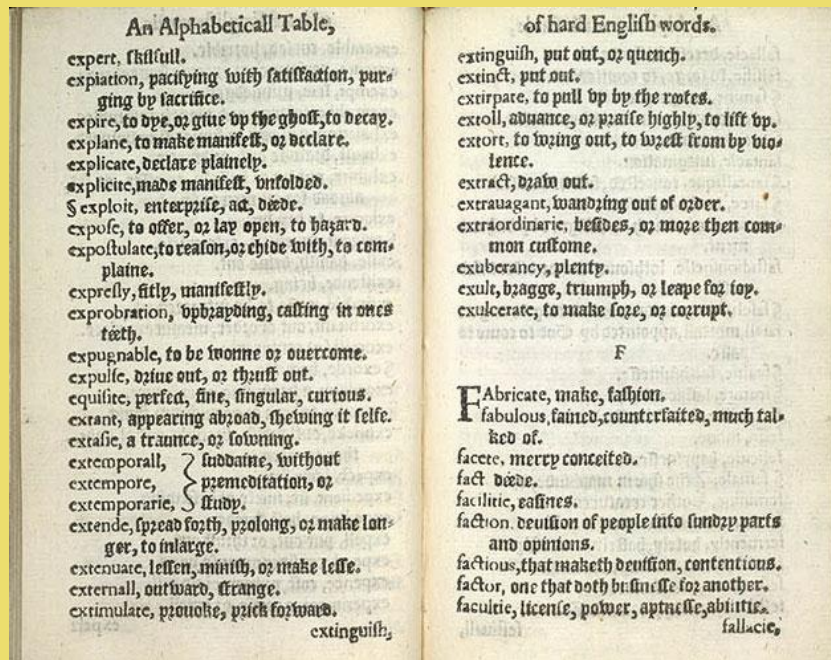 An Alphabeticall Table,
expert, skilfull.
expiation, pacifying with satisfaction, pur-
ging by sacrifice.
expire, to dye, or giue vp the ghost, to decay.
explane, to make manifest, or declare.
explicate, declare plainely.
explicite, made manifest, vnfolded.
§ exploit, enterprise, act, déede.
expose, to offer, or lay open, to hazard.
expostulate, to reason, or chide with, to com-
plaine.
expresly, fitly, manifestly.
exprobration, vpbrayding, casting in ones
téeth.
expugnable, to be wonne or ouercome.
expulse, driue out, or thrust out.
equisite, perfect, fine, singular, curious.
extant, appearing abroad, shewing it selfe.
extasie, a traunce, or sowning.
extemporall, } suddaine, without
extempore, } premeditation, or
extemporarie, } study.
extende, spread forth, prolong, or make lon-
ger, to inlarge.
extenuate, lessen, minish, or make lesse.
externall, outward, strange.
extimulate, prouoke, prick forward.
extinguish,
of hard English words.
extinguish, put out, or quench.
extinct, put out.
extirpate, to pull vp by the rootes.
extoll, aduance, or praise highly, to lift vp.
extort, to wring out, to wrest from by vio-
lence.
extract, draw out.
extrauagant, wandring out of order.
extraordinarie, besides, or more then com-
mon custome.
exuberancy, plenty.
exult, bragge, triumph, or leape for ioy.
exulcerate, to make sore, or corrupt.
F
FAbricate, make, fashion.
fabulous, fained, counterfaited, much tal-
ked of.
facete, merry conceited.
fact déede.
facilitie, easines.
faction. deuision of people into sundry parts
and opinions.
factious, that maketh deuision, contentious.
factor, one that doth businesse for another.
facultie, license, power, aptnesse, abilitie.
fallacie,